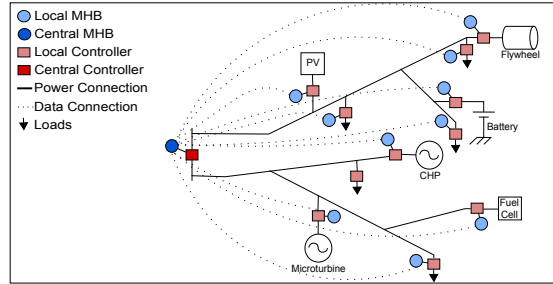 Local MHB
Central MHB
Local Controller
Central Controller
Power Connection
Data Connection
Loads
PV
Flywheel
Battery
CHP
Fuel
Cell
Microturbine